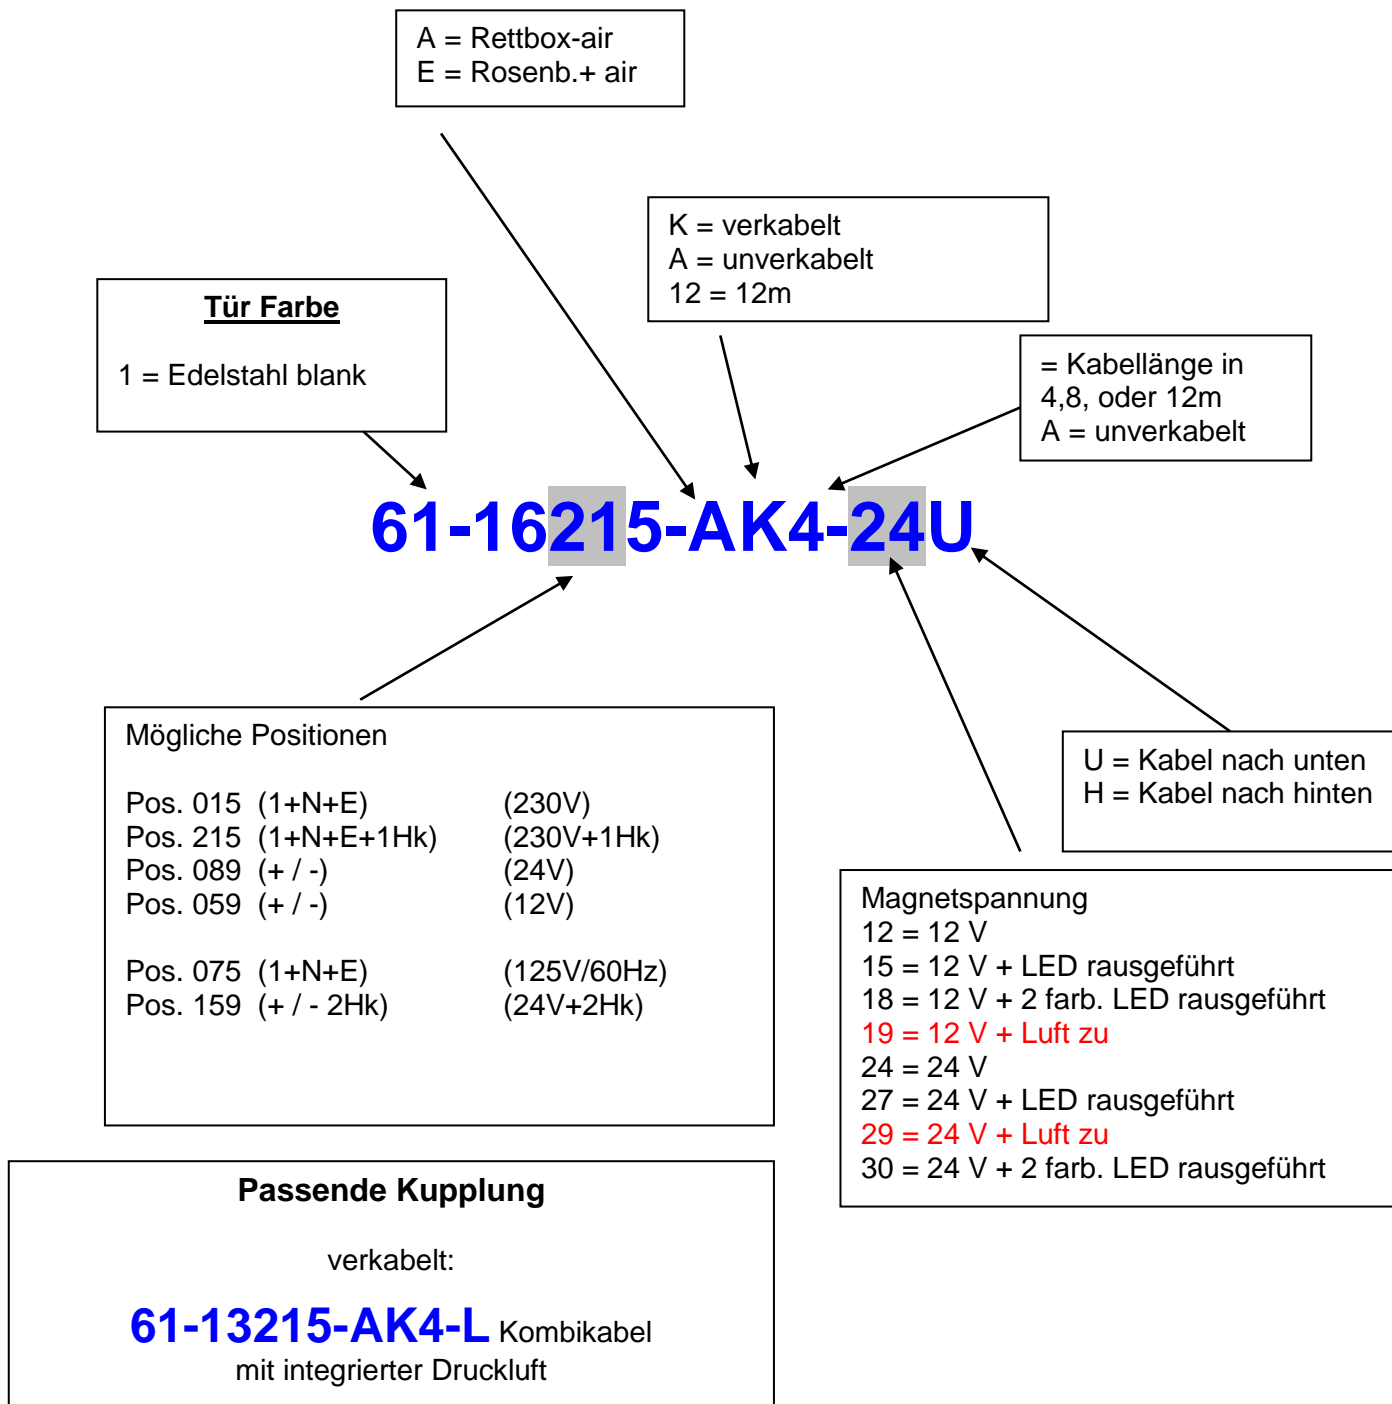 A = Rettbox-air
E = Rosenb.+ air
K = verkabelt
A = unverkabelt
12 = 12m
Tür Farbe
1 = Edelstahl blank
= Kabellänge in
4,8, oder 12m
A = unverkabelt
61-16215-AK4-24U
Mögliche Positionen
Pos. 015 (1+N+E) (230V)
Pos. 215 (1+N+E+1Hk) (230V+1Hk)
Pos. 089 (+ / -) (24V)
Pos. 059 (+ / -) (12V)
Pos. 075 (1+N+E) (125V/60Hz)
Pos. 159 (+ / - 2Hk) (24V+2Hk)
U = Kabel nach unten
H = Kabel nach hinten
Magnetspannung
12 = 12 V
15 = 12 V + LED rausgeführt
18 = 12 V + 2 farb. LED rausgeführt
19 = 12 V + Luft zu
24 = 24 V
27 = 24 V + LED rausgeführt
29 = 24 V + Luft zu
30 = 24 V + 2 farb. LED rausgeführt
Passende Kupplung
verkabelt:
61-13215-AK4-L Kombikabel
mit integrierter Druckluft